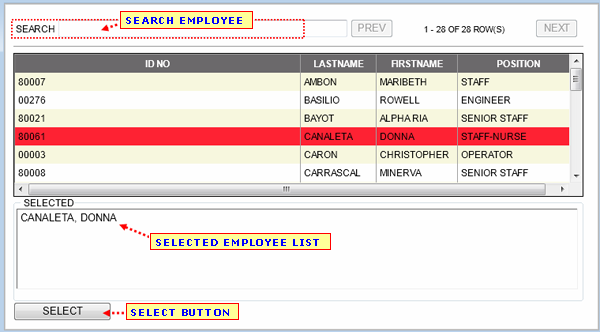 SEARCH EMPLOYEE
SEARCH PREV 1 - 28 OF 28 ROW(S) NEXT
ID NO LASTNAME FIRSTNAME POSITION
80007 AMBON MARIBETH STAFF
00276 BASILIO ROWELL ENGINEER
80021 BAYOT ALPHA RIA SENIOR STAFF
80061 CANALETA DONNA STAFF-NURSE
00003 CARON CHRISTOPHER OPERATOR
80008 CARRASCAL MINERVA SENIOR STAFF
SELECTED
CANALETA, DONNA
SELECTED EMPLOYEE LIST
SELECT SELECT BUTTON